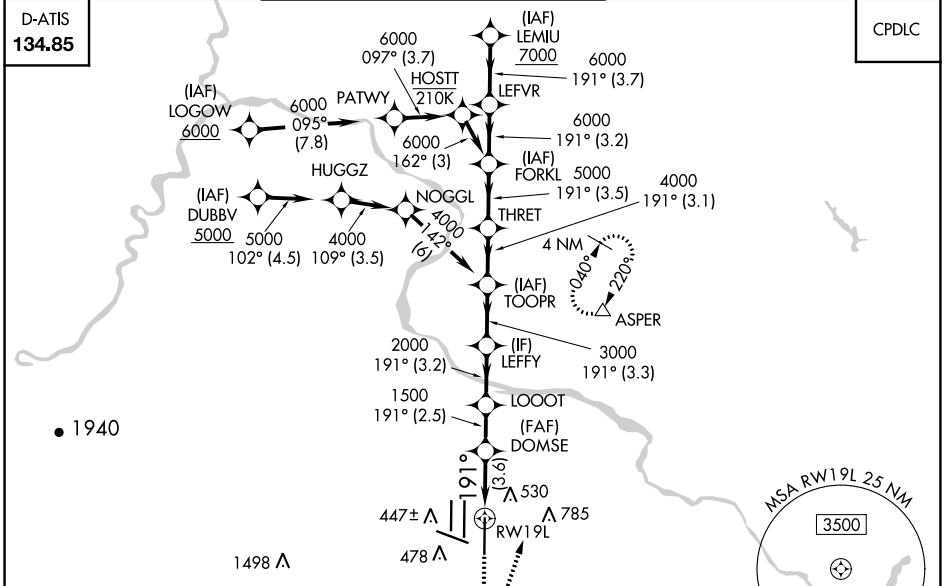 D-ATIS
134.85
CPDLC
(IAF)
LEMIU
7000
6000
191° (3.7)
6000
097° (3.7)
HOSTT
210K
PATWY
LEFVR
(IAF)
LOGOW
6000
6000
095°
(7.8)
6000
162° (3)
6000
191° (3.2)
(IAF)
FORKL
5000
191° (3.5)
4000
191° (3.1)
HUGGZ
NOGGL
THRET
(IAF)
DUBBV
5000
5000
102° (4.5)
4000
109° (3.5)
4000
142°
(6)
4 NM
040°
220°
ASPER
(IAF)
TOOPR
3000
191° (3.3)
(IF)
LEFFY
2000
191° (3.2)
1500
191° (2.5)
LOOOT
(FAF)
DOMSE
1940
191°
(3.6)
530
447±
785
RW19L
478
1498
MSA RW19L 25 NM
3500